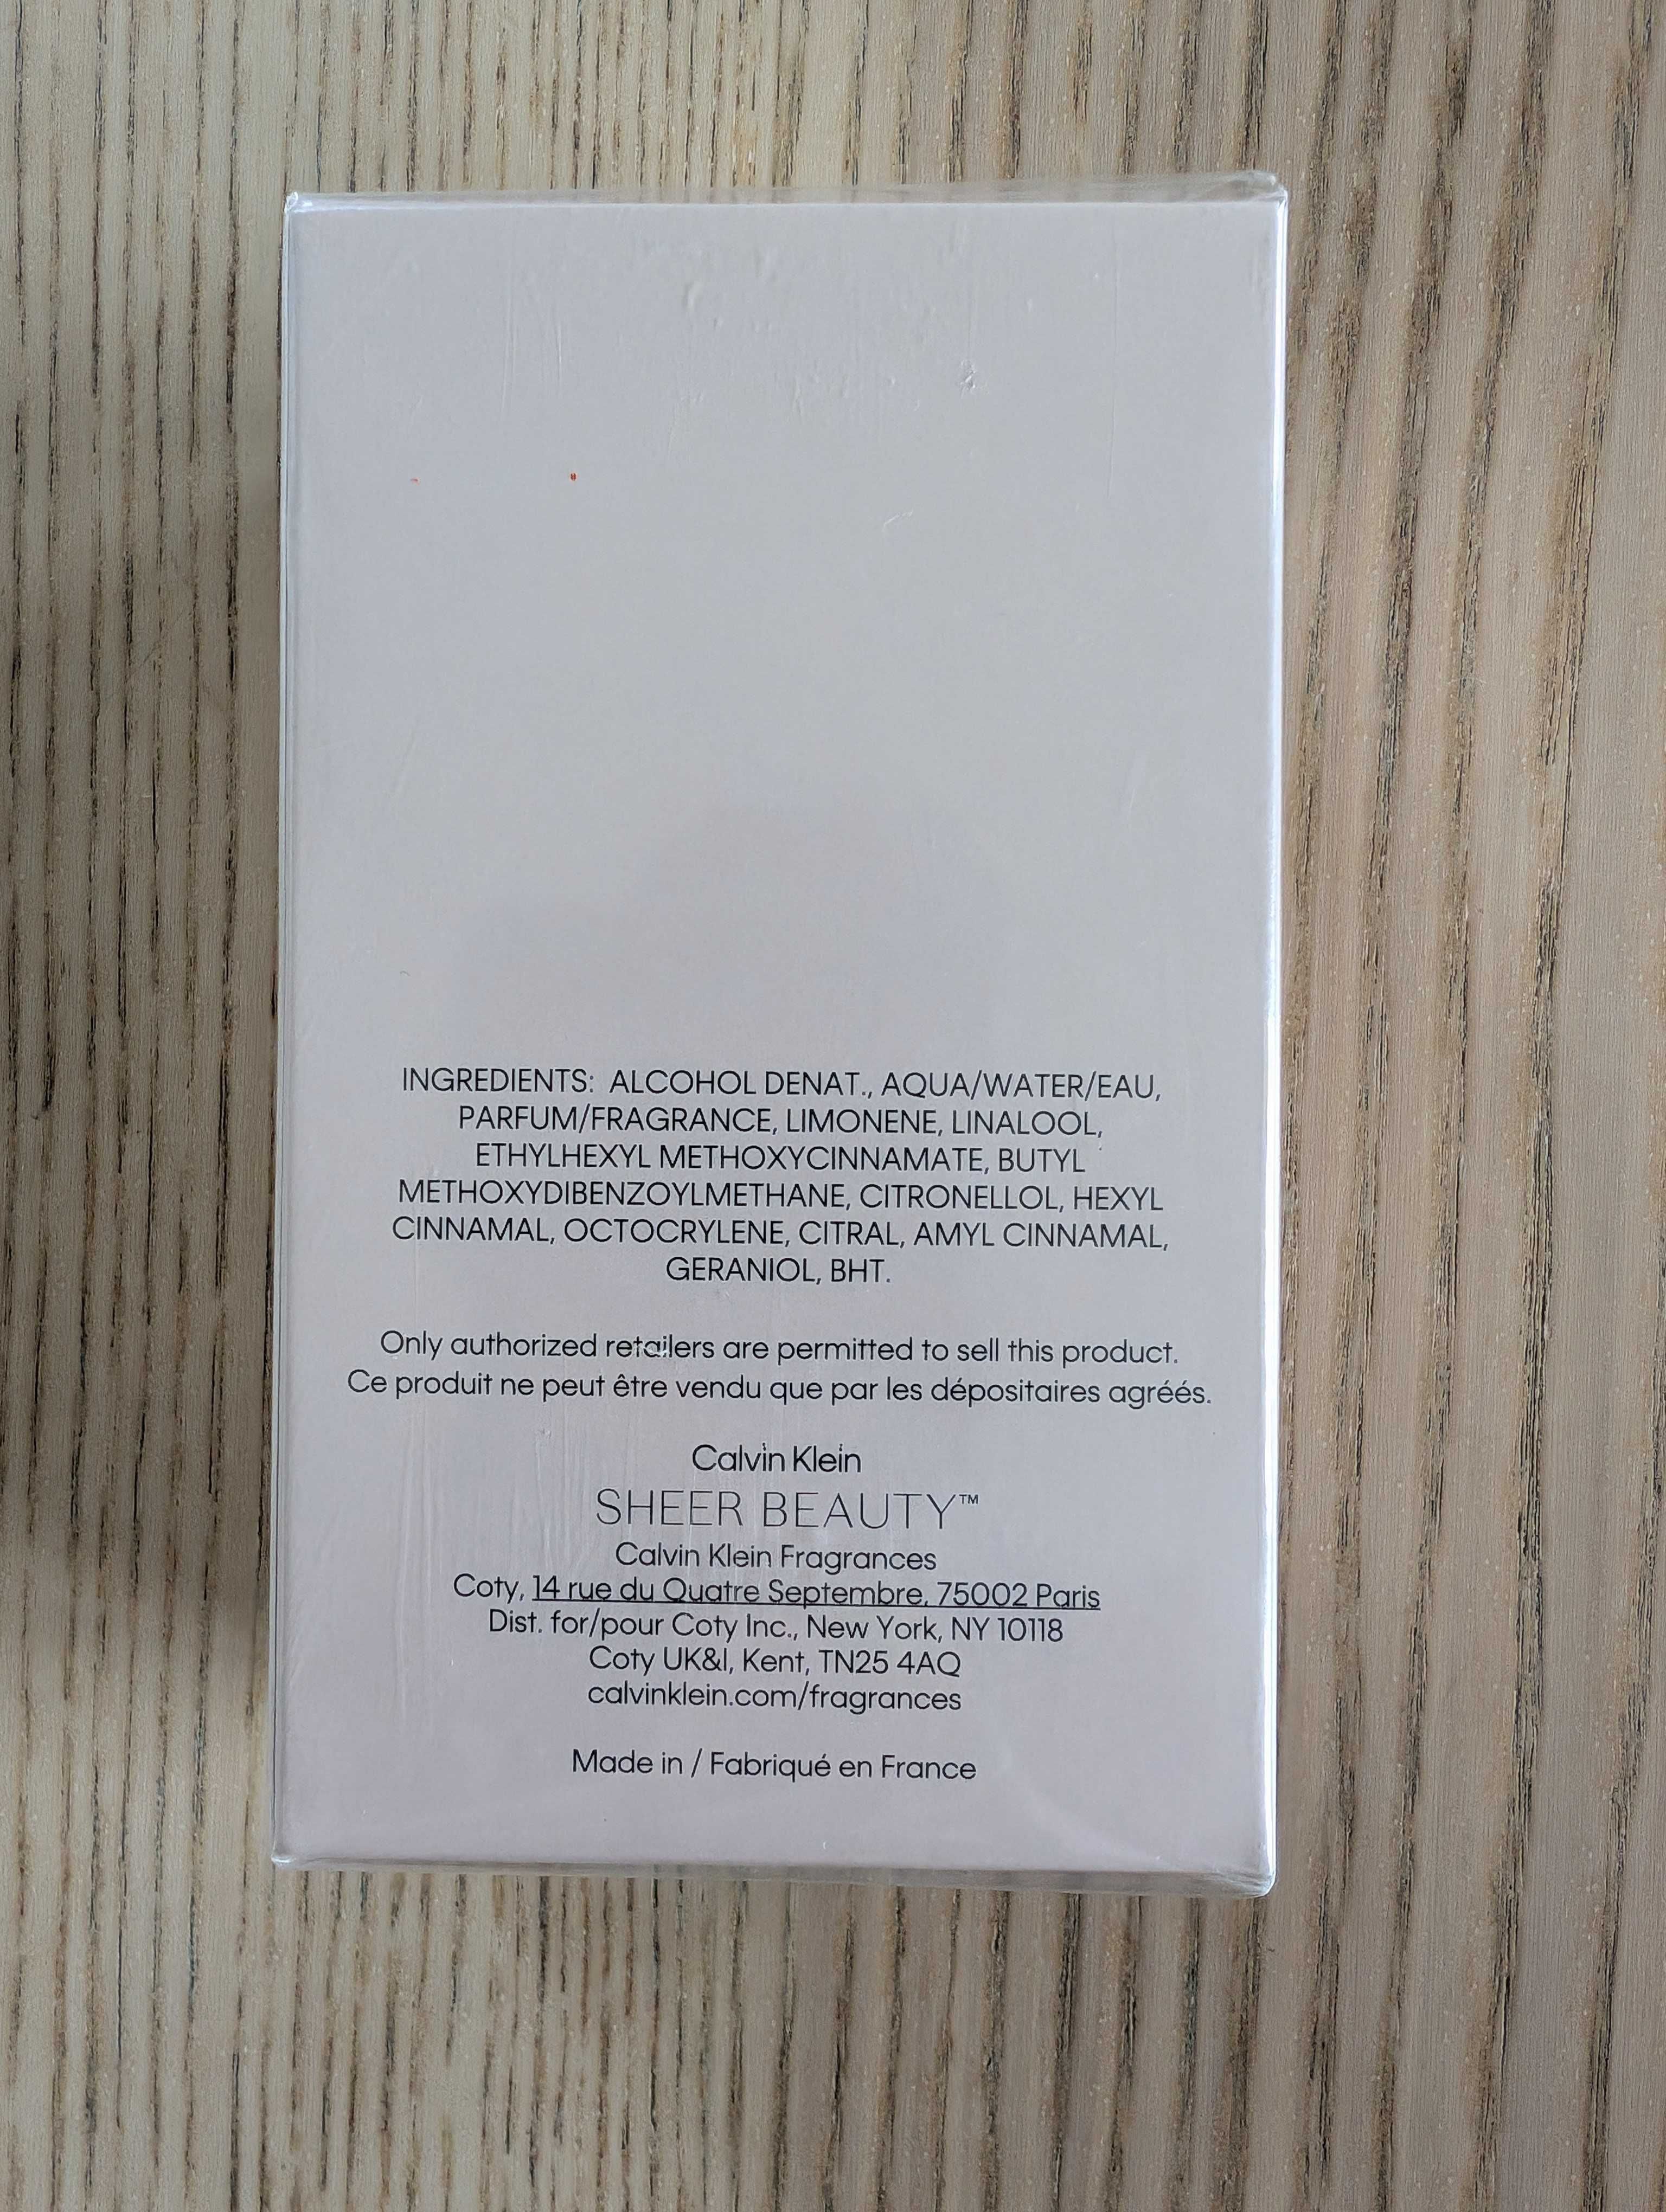 INGREDIENTS: ALCOHOL DENAT., AQUA/WATER/EAU,
PARFUM/FRAGRANCE, LIMONENE, LINALOOL,
ETHYLHEXYL METHOXYCINNAMATE, BUTYL
METHOXYDIBENZOYLMETHANE, CITRONELLOL, HEXYL
CINNAMAL, OCTOCRYLENE, CITRAL, AMYL CINNAMAL,
GERANIOL, BHT.
Only authorized retailers are permitted to sell this product.
Ce produit ne peut être vendu que par les dépositaires agréés.
Calvin Klein
SHEER BEAUTY™
Calvin Klein Fragrances
Coty, 14 rue du Quatre Septembre, 75002 Paris
Dist. for/pour Coty Inc., New York, NY 10118
Coty UK&I, Kent, TN25 4AQ
calvinklein.com/fragrances
Made in / Fabriqué en France